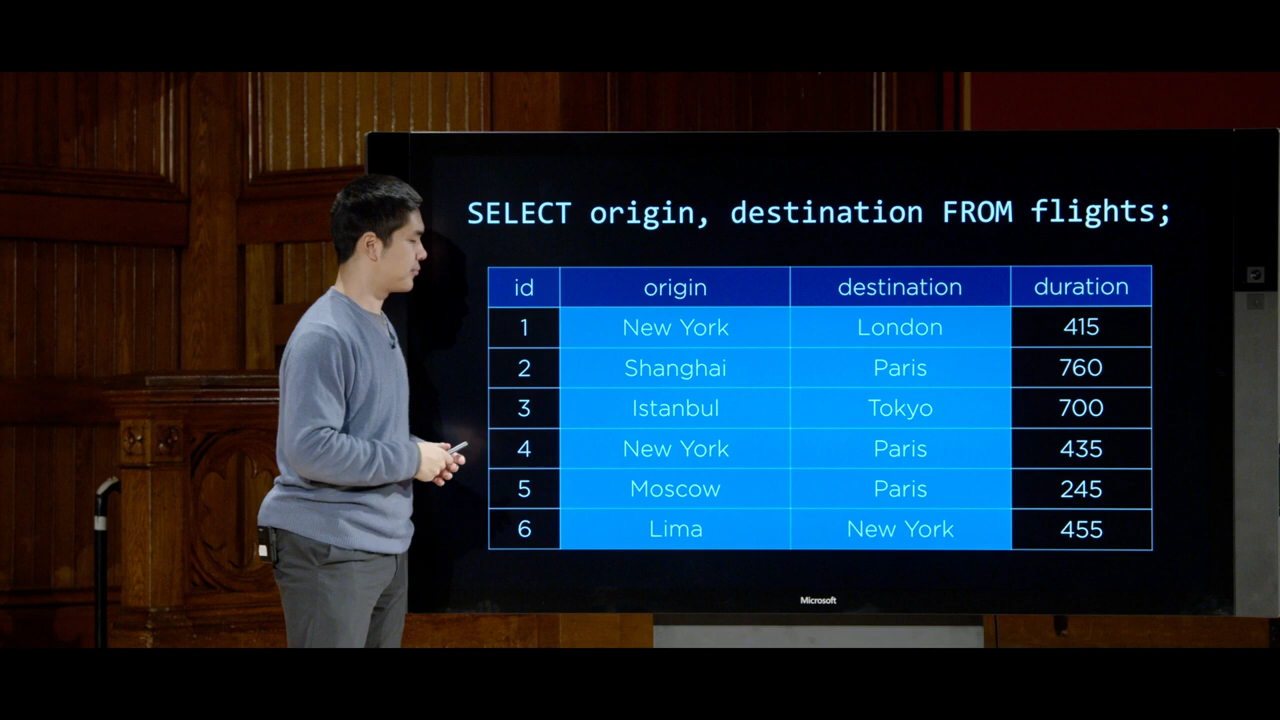 SELECT origin, destination FROM flights;
id origin destination duration
1 New York London 415
2 Shanghai Paris 760
3 Istanbul Tokyo 700
4 New York Paris 435
5 Moscow Paris 245
6 Lima New York 455
Microsoft